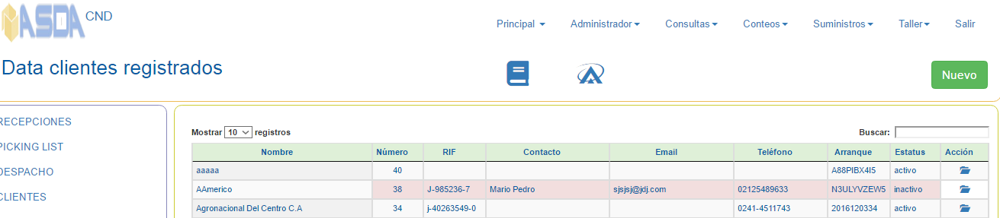 ASDA CND
Principal Administrador Consultas Conteos Suministros Taller Salir
Data clientes registrados
Nuevo
RECEPCIONES
PICKING LIST
DESPACHO
CLIENTES
Mostrar 10 registros Buscar:
Nombre Número RIF Contacto Email Teléfono Arranque Estatus Acción
aaaaa 40 A88PIBX4I5 activo
AAmerico 38 J-985236-7 Mario Pedro sjsjsj@jdj.com 02125489633 N3ULYVZEW5 inactivo
Agronacional Del Centro C.A 34 j-40263549-0 0241-4511743 2016120334 activo